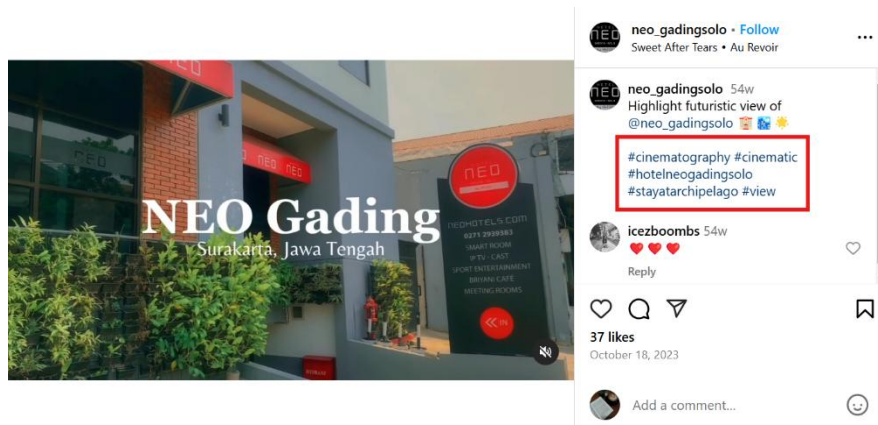 neo_gadingsolo • Follow
Sweet After Tears • Au Revoir
neo_gadingsolo 54w
Highlight futuristic view of
@neo_gadingsolo
#cinematography #cinematic
#hotelneogadingsolo
#stayatarchipelago #view
icezboombs 54w
Reply
37 likes
October 18, 2023
Add a comment...
neo neo
NEO
NEO Gading
Surakarta, Jawa Tengah
NEOHOTELS.COM
0271 2939383
SMART ROOM
IPTV - CAST
SPORT ENTERTAINMENT
BRIYANI CAFE
MEETING ROOMS
IN